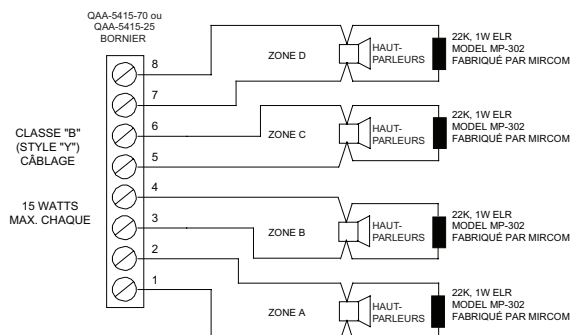 QAA-5415-70 ou
QAA-5415-25
BORNIER
CLASSE "B"
(STYLE "Y")
CÂBLAGE
15 WATTS
MAX. CHAQUE
8
7
6
5
4
3
2
1
ZONE D
HAUT-
PARLEURS
22K, 1W ELR
MODEL MP-302
FABRIQUÉ PAR MIRCOM
ZONE C
HAUT-
PARLEURS
22K, 1W ELR
MODEL MP-302
FABRIQUÉ PAR MIRCOM
ZONE B
HAUT-
PARLEURS
22K, 1W ELR
MODEL MP-302
FABRIQUÉ PAR MIRCOM
ZONE A
HAUT-
PARLEURS
22K, 1W ELR
MODEL MP-302
FABRIQUÉ PAR MIRCOM